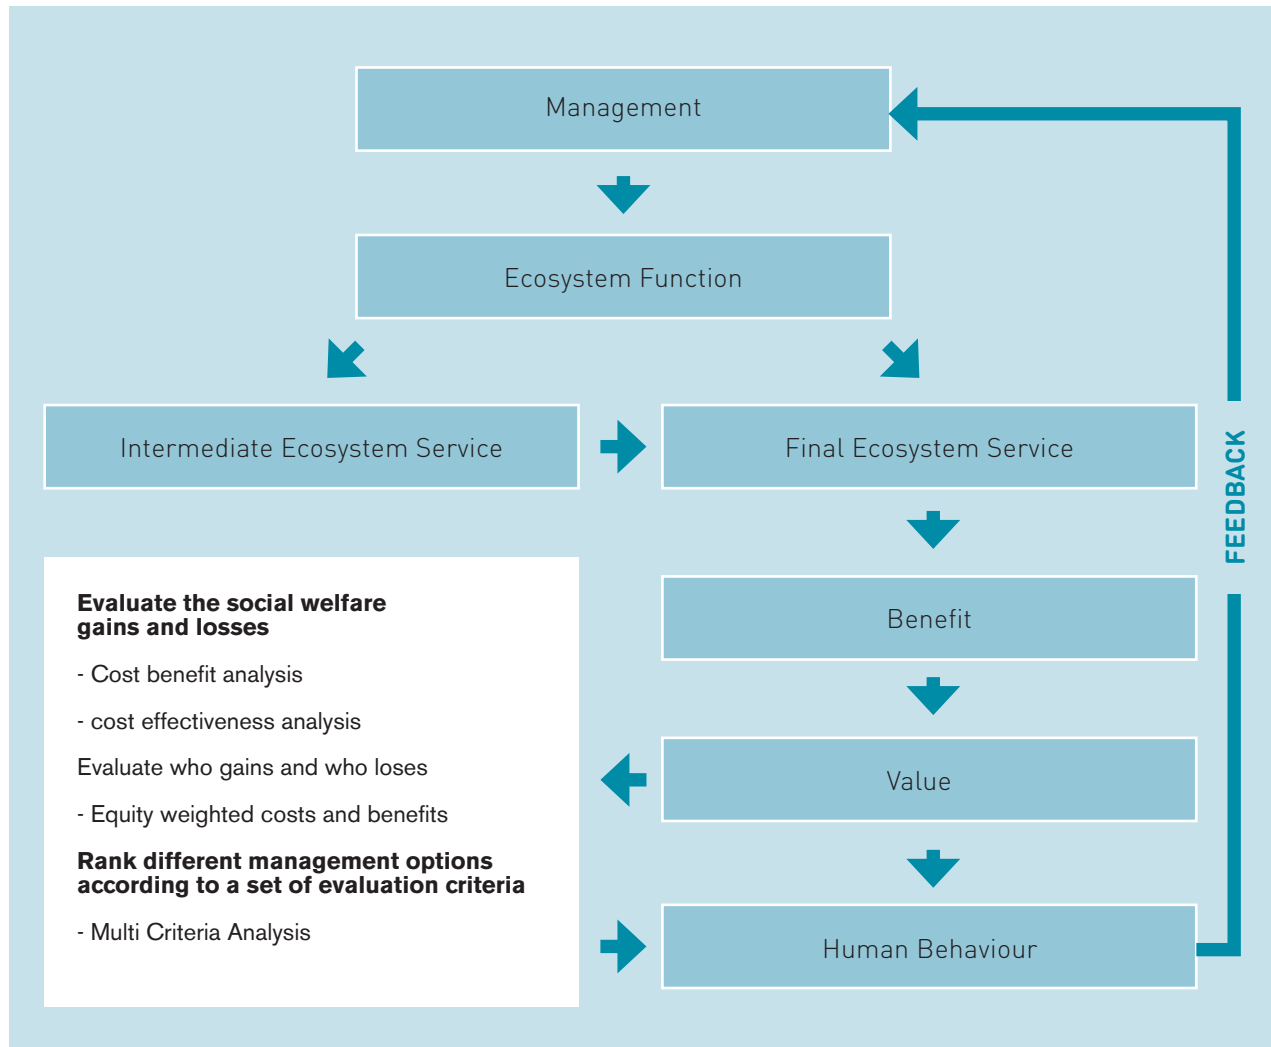 Management
Ecosystem Function
Intermediate Ecosystem Service
Final Ecosystem Service
FEEDBACK
Benefit
Value
Human Behaviour
Evaluate the social welfare
gains and losses
- Cost benefit analysis
- cost effectiveness analysis
Evaluate who gains and who loses
- Equity weighted costs and benefits
Rank different management options
according to a set of evaluation criteria
- Multi Criteria Analysis